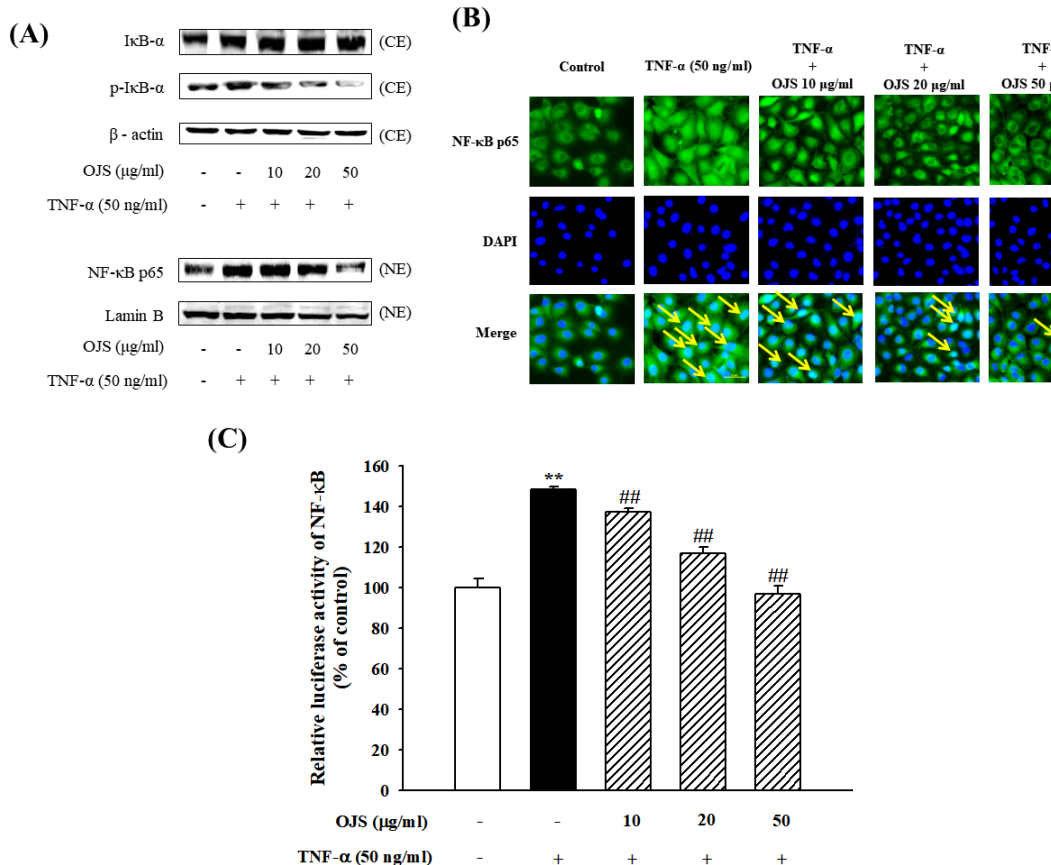 (A)
IκB-α
(CE)
p-IκB-α
(CE)
β - actin
(CE)
OJS (μg/ml) - - 10 20 50
TNF-α (50 ng/ml) - + + + +
NF-κB p65
(NE)
Lamin B
(NE)
OJS (μg/ml) - - 10 20 50
TNF-α (50 ng/ml) - + + + +
(B)
Control
TNF-α (50 ng/ml)
TNF-α
+
OJS 10 μg/ml
TNF-α
+
OJS 20 μg/ml
TNF-
+
OJS 50 μ
NF-κB p65
DAPI
Merge
(C)
Relative luciferase activity of NF-κB
(% of control)
160
140
120
100
80
60
40
20
0
**
##
##
##
OJS (μg/ml) - - 10 20 50
TNF-α (50 ng/ml) - + + + +